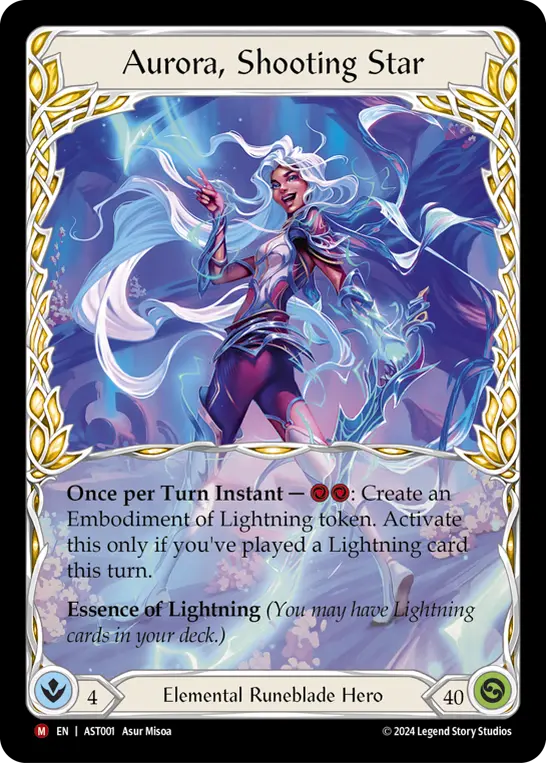 Aurora, Shooting Star
Once per Turn Instant — : Create an
Embodiment of Lightning token. Activate
this only if you've played a Lightning card
this turn.
Essence of Lightning (You may have Lightning
cards in your deck.)
4
Elemental Runeblade Hero
40
M EN | AST001 Asur Misoa
© 2024 Legend Story Studios